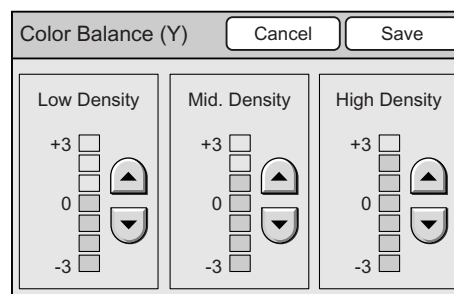 Color Balance (Y) Cancel Save
Low Density Mid. Density High Density
+3 +3 +3
0 0 0
-3 -3 -3